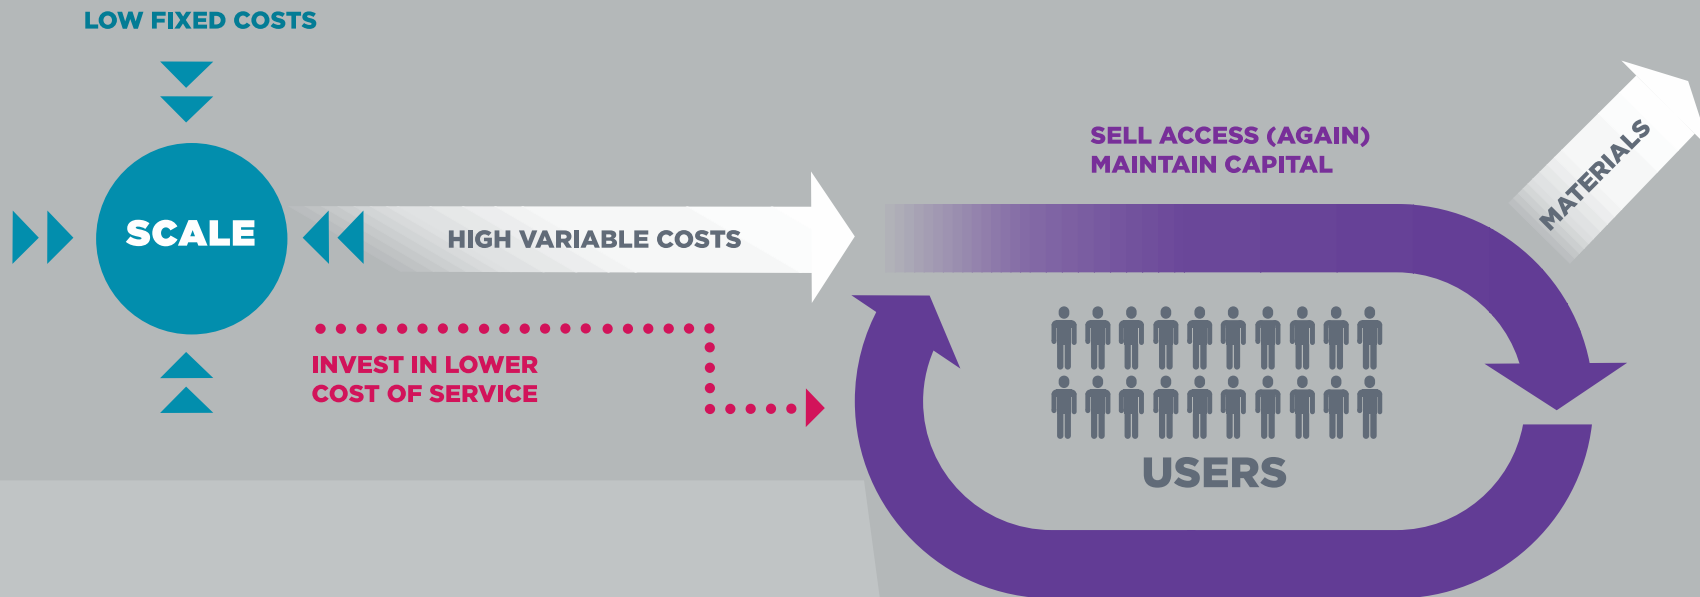 LOW FIXED COSTS
SCALE
HIGH VARIABLE COSTS
INVEST IN LOWER
COST OF SERVICE
SELL ACCESS (AGAIN)
MAINTAIN CAPITAL
MATERIALS
USERS